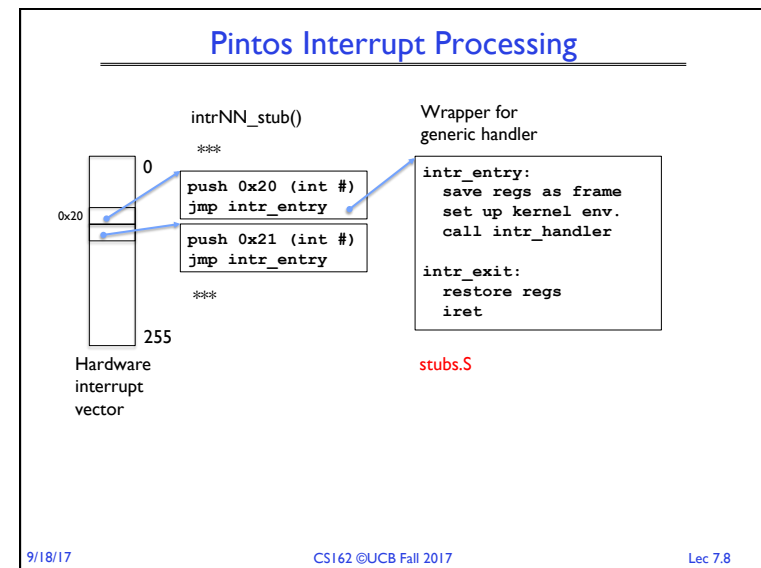 Pintos Interrupt Processing
intrNN_stub()
***
Wrapper for
generic handler
0
0x20
push 0x20 (int #)
jmp intr_entry
push 0x21 (int #)
jmp intr_entry
***
255
Hardware
interrupt
vector
intr_entry:
save regs as frame
set up kernel env.
call intr_handler
intr_exit:
restore regs
iret
stubs.S
9/18/17
CS162 ©UCB Fall 2017
Lec 7.8